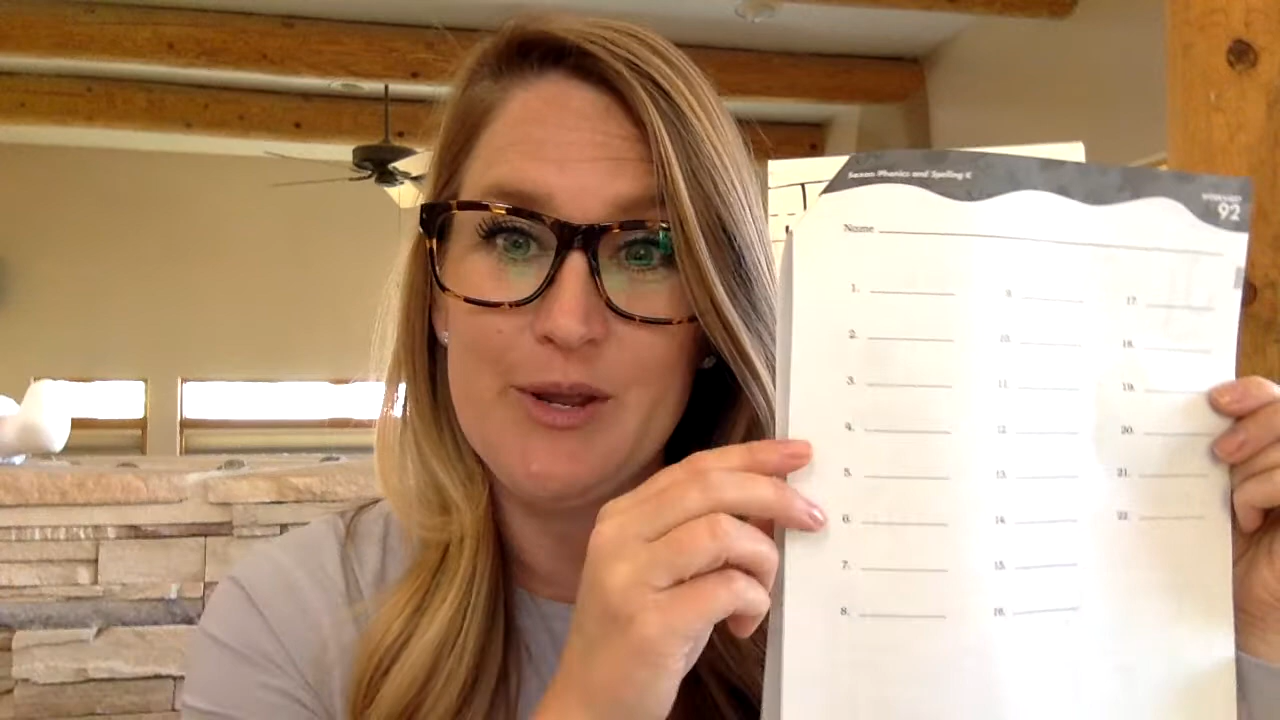 Saxon Phonics and Spelling K
WORKSHEET
92
Name
1. 9. 17.
2. 10. 18.
3. 11. 19.
4. 12. 20.
5. 13. 21.
6. 14. 22.
7. 15.
8. 16.